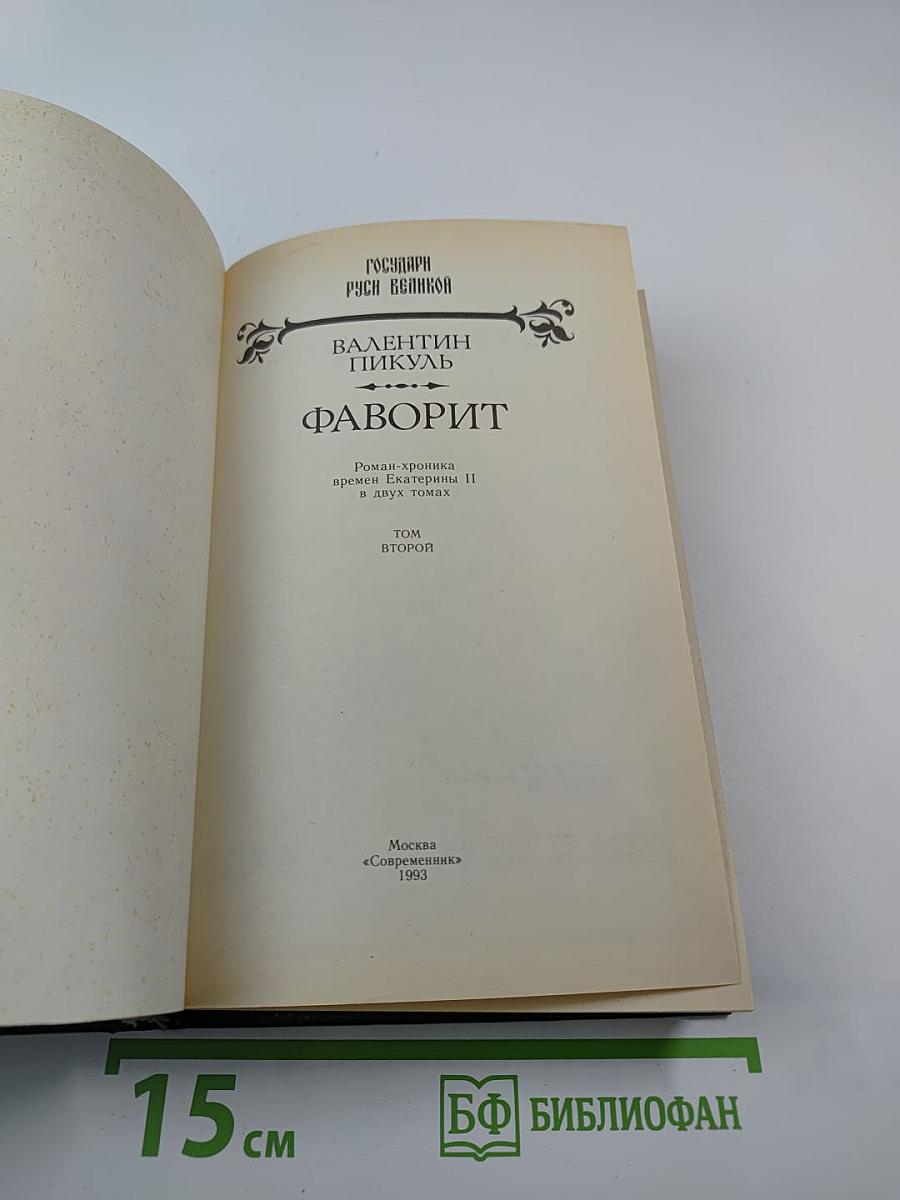 ГОСУДАРИ
РУСИ ВЕЛИКОЙ
ВАЛЕНТИН
ПИКУЛЬ
ФАВОРИТ
Роман-хроника
времен Екатерины II
в двух томах
ТОМ
ВТОРОЙ
Москва
«Современник»
1993
15 см
БФ БИБЛИОФАН